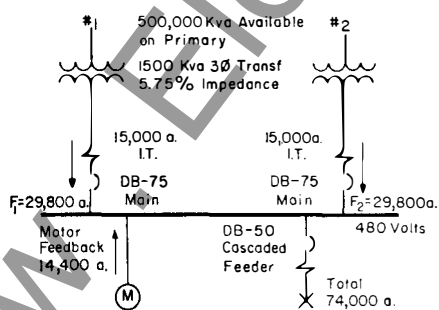 #1 500,000 Kva Available #2
on Primary
1500 Kva 3Ø Transf
5.75% Impedance
15,000 a. 15,000a.
I.T. I.T.
DB-75 DB-75
F₁=29,800 a. Main Main F₂=29,800a.
Motor DB-50 480 Volts
Feedback Cascaded
14,400 a. Feeder
M
Total
74,000 a.